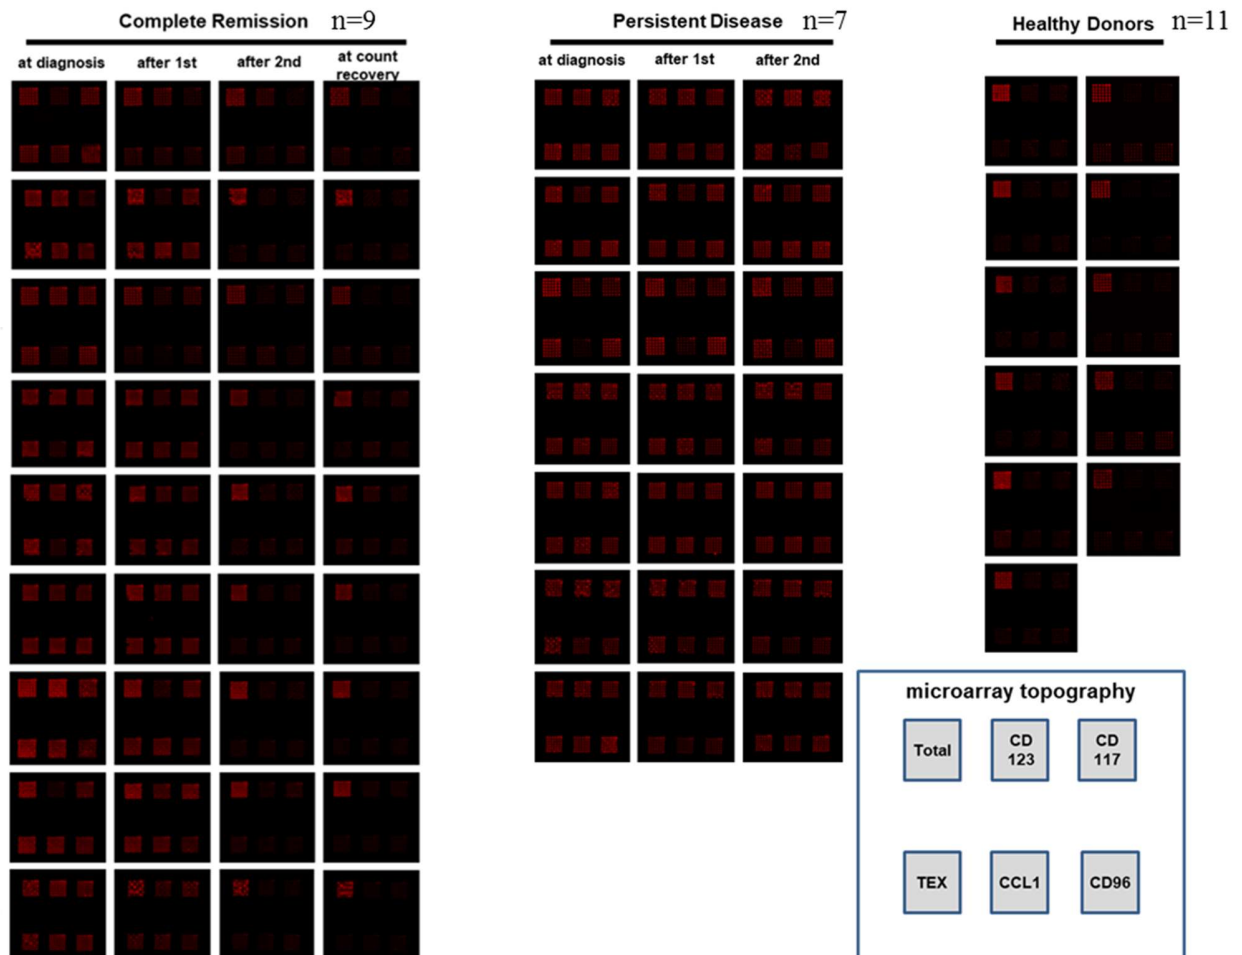 Complete Remission n=9
at diagnosis after 1st after 2nd at count
recovery
Persistent Disease n=7
at diagnosis after 1st after 2nd
Healthy Donors n=11
microarray topography
Total CD
123 CD
117
TEX CCL1 CD96